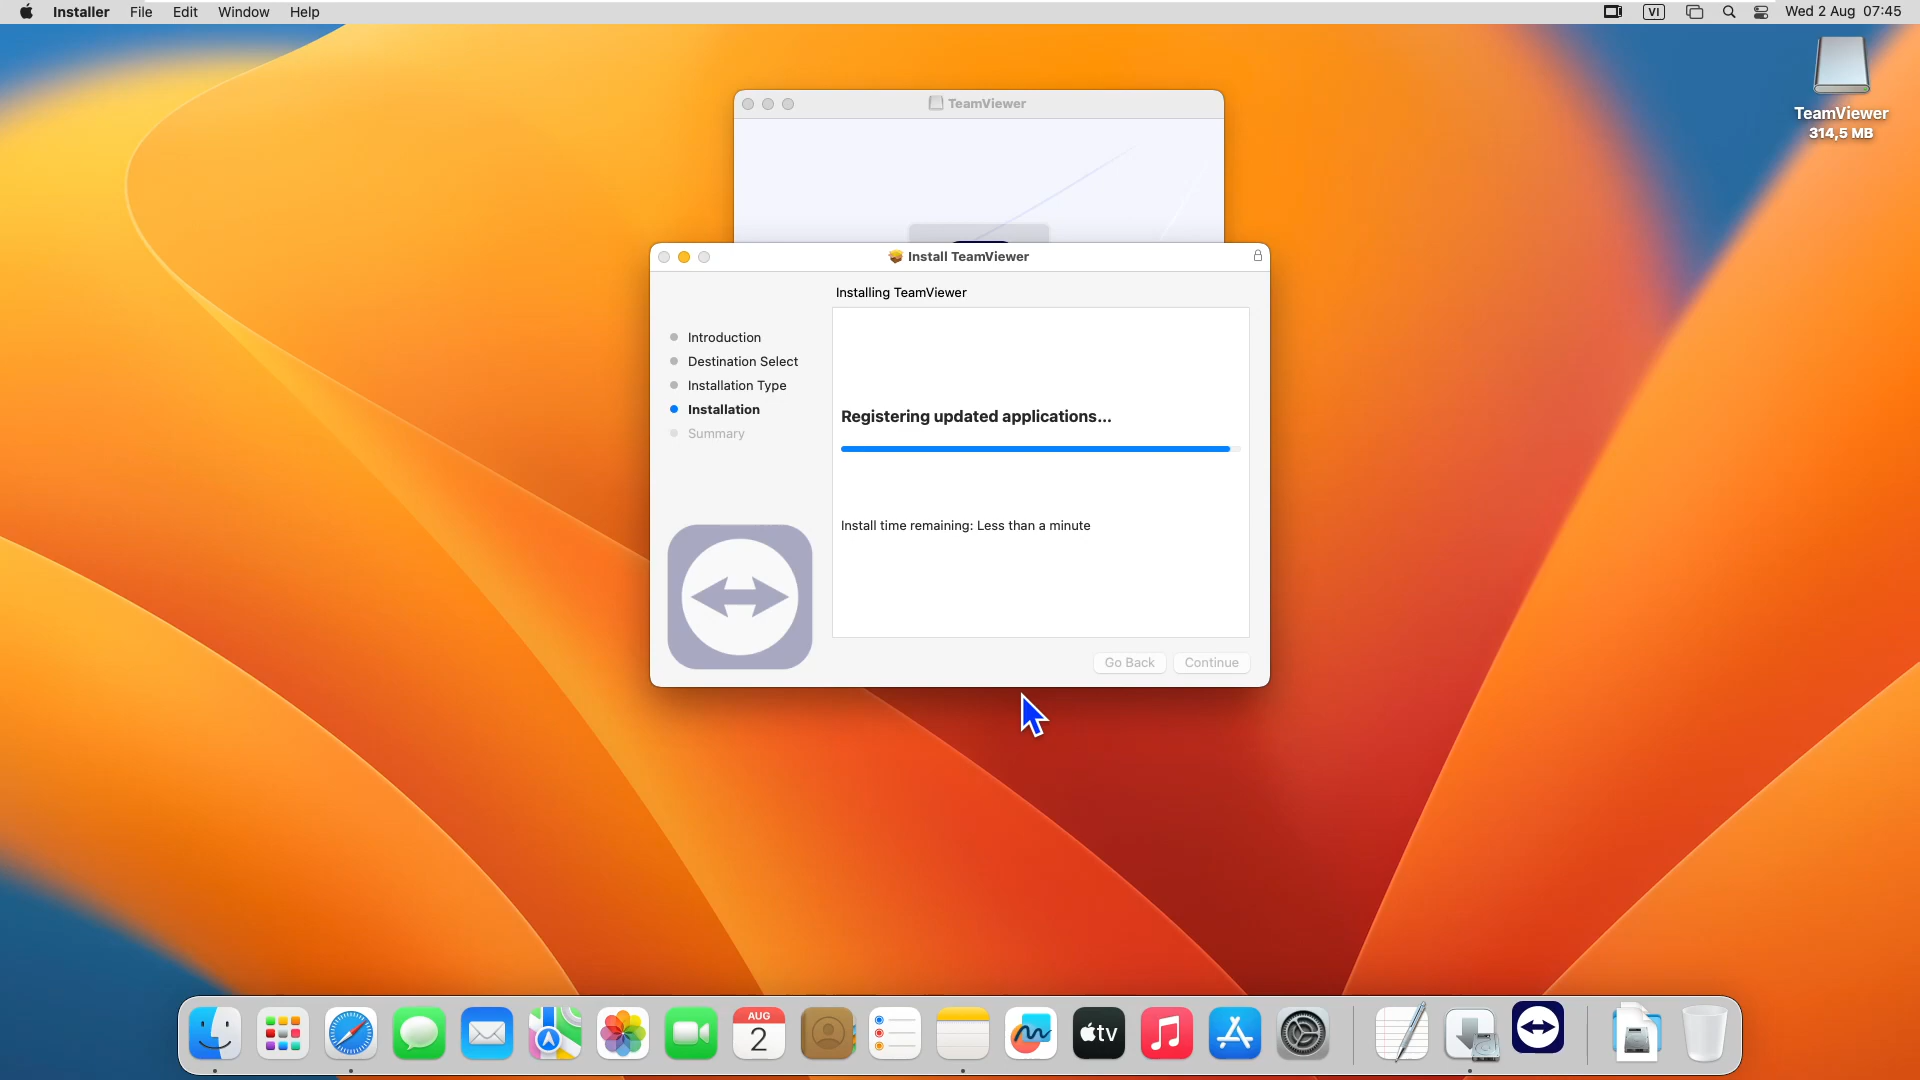 Installer File Edit Window Help VI Wed 2 Aug 07:45
TeamViewer
314,5 MB
TeamViewer
Install TeamViewer
Installing TeamViewer
Introduction
Destination Select
Installation Type
Installation
Summary
Registering updated applications...
Install time remaining: Less than a minute
Go Back Continue
AUG
2
tv